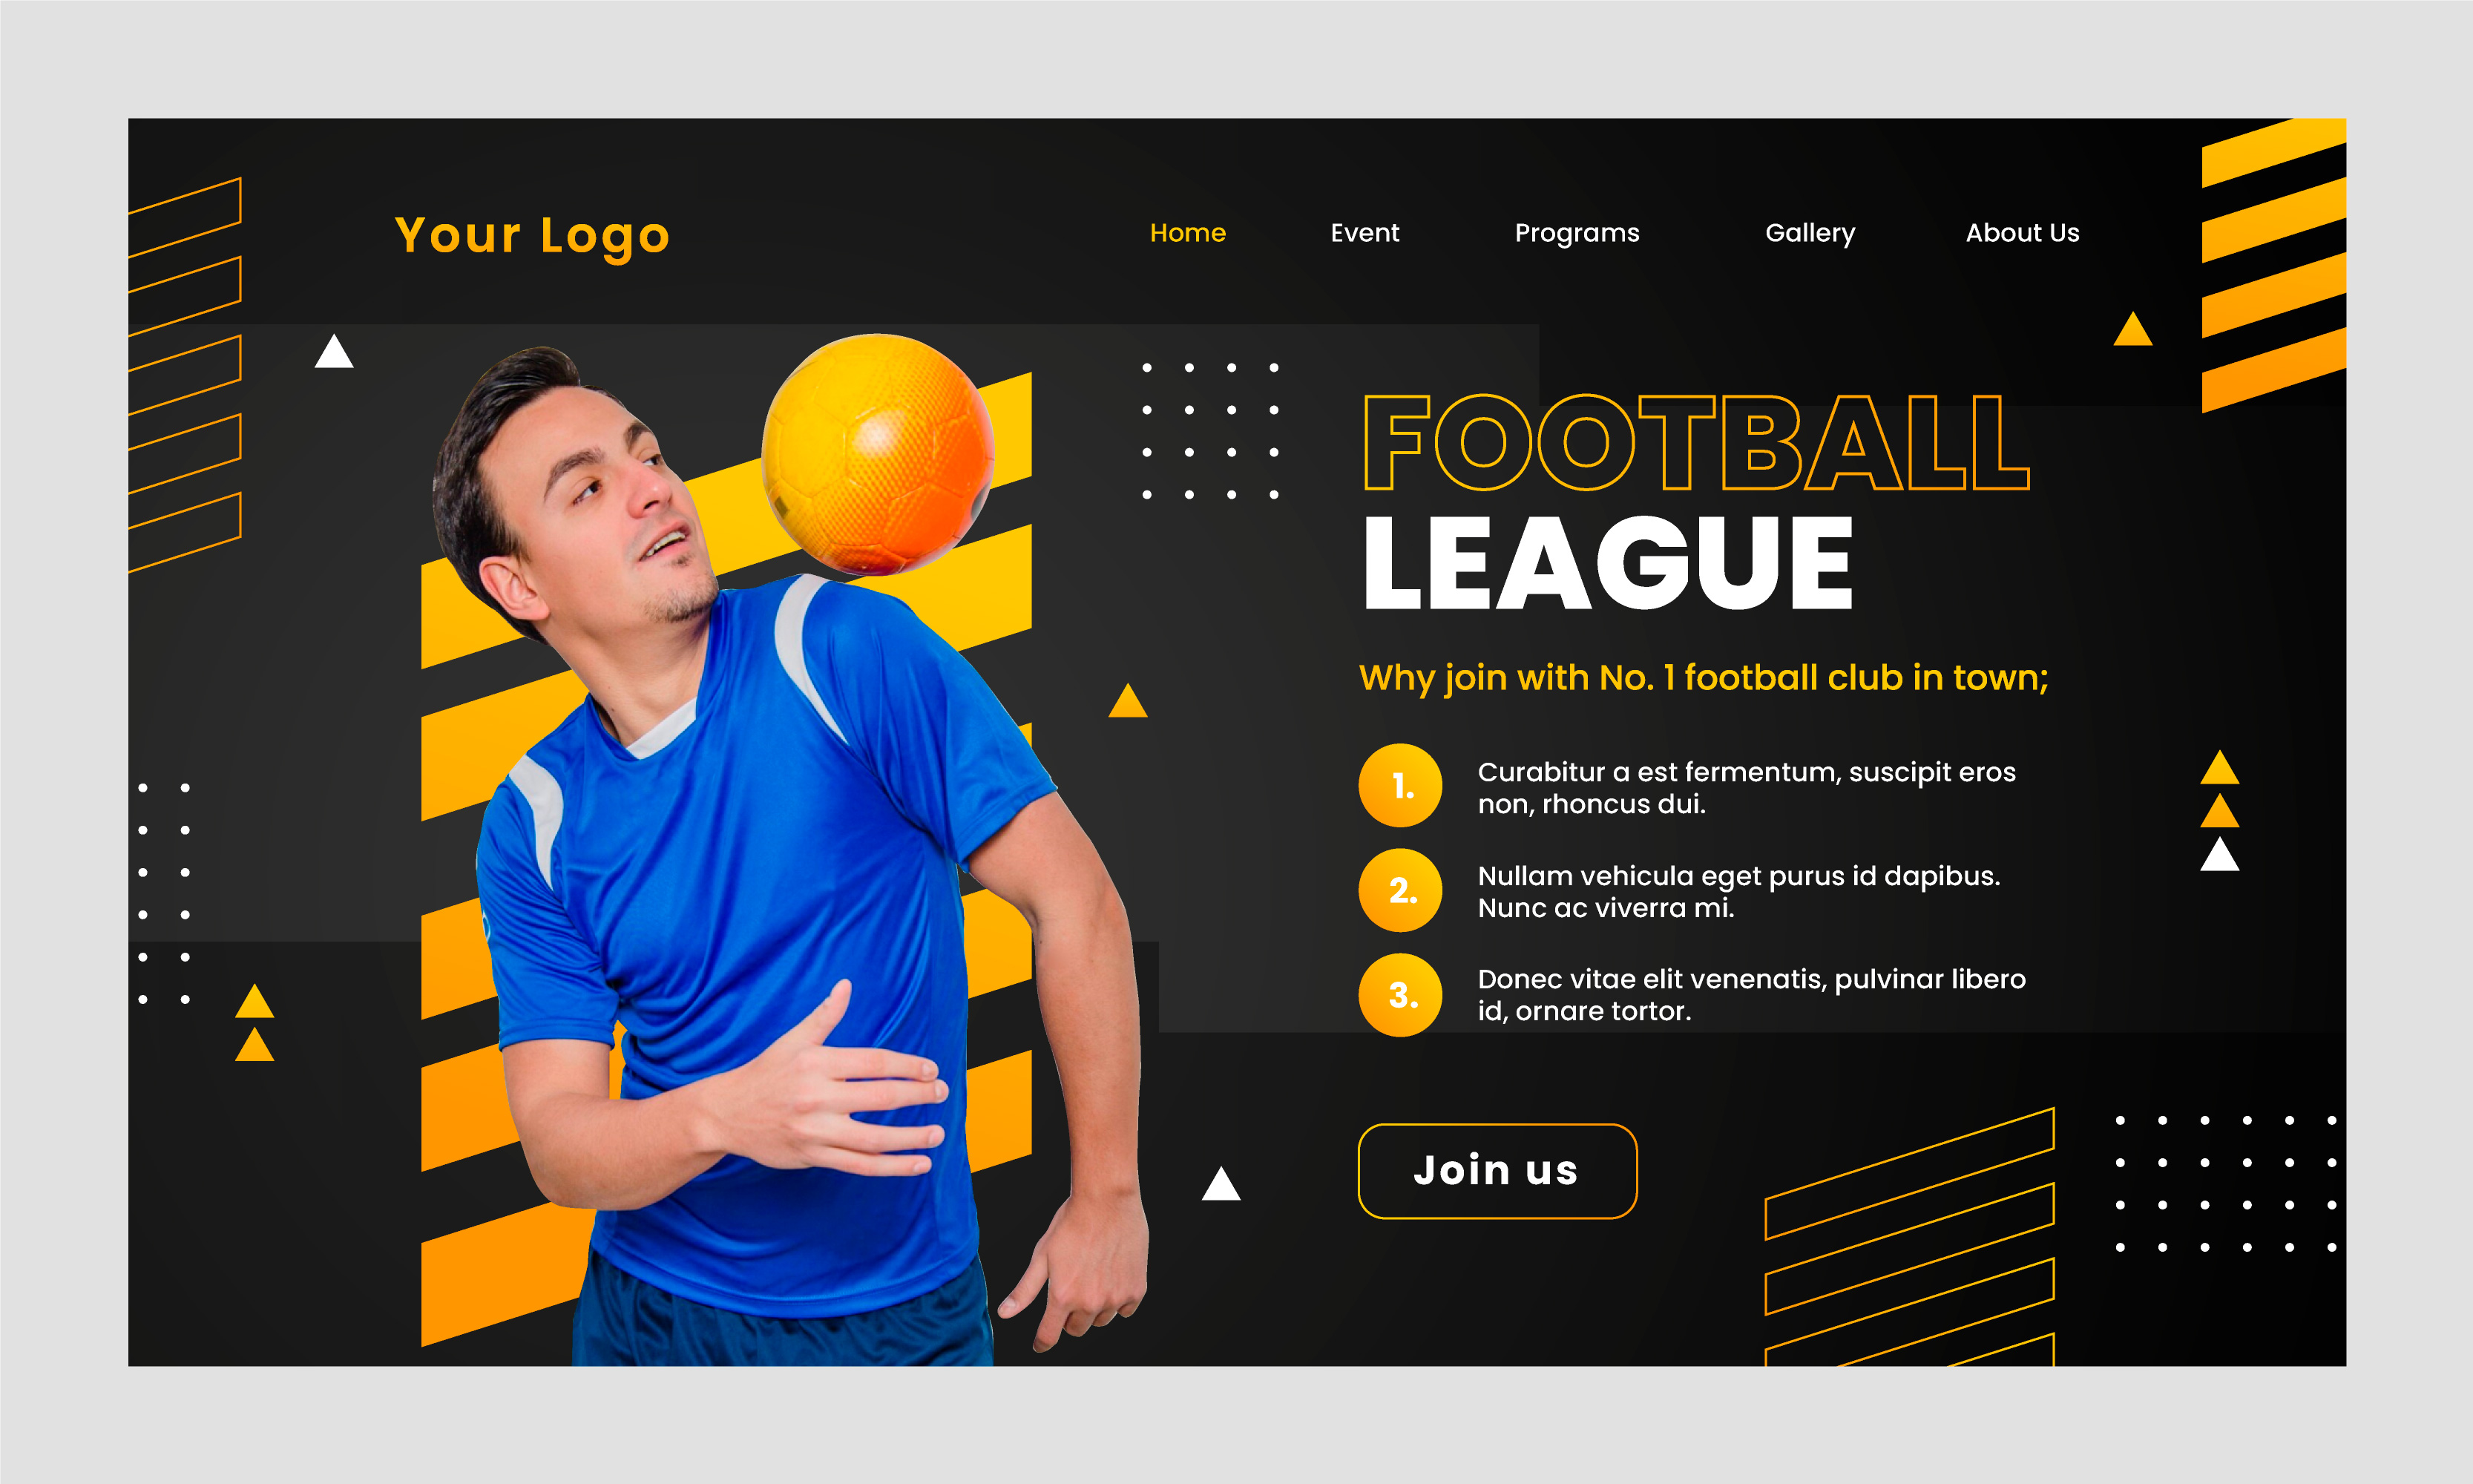 Your Logo
Home Event Programs Gallery About Us
FOOTBALL
LEAGUE
Why join with No. 1 football club in town;
1. Curabitur a est fermentum, suscipit eros
non, rhoncus dui.
2. Nullam vehicula eget purus id dapibus.
Nunc ac viverra mi.
3. Donec vitae elit venenatis, pulvinar libero
id, ornare tortor.
Join us